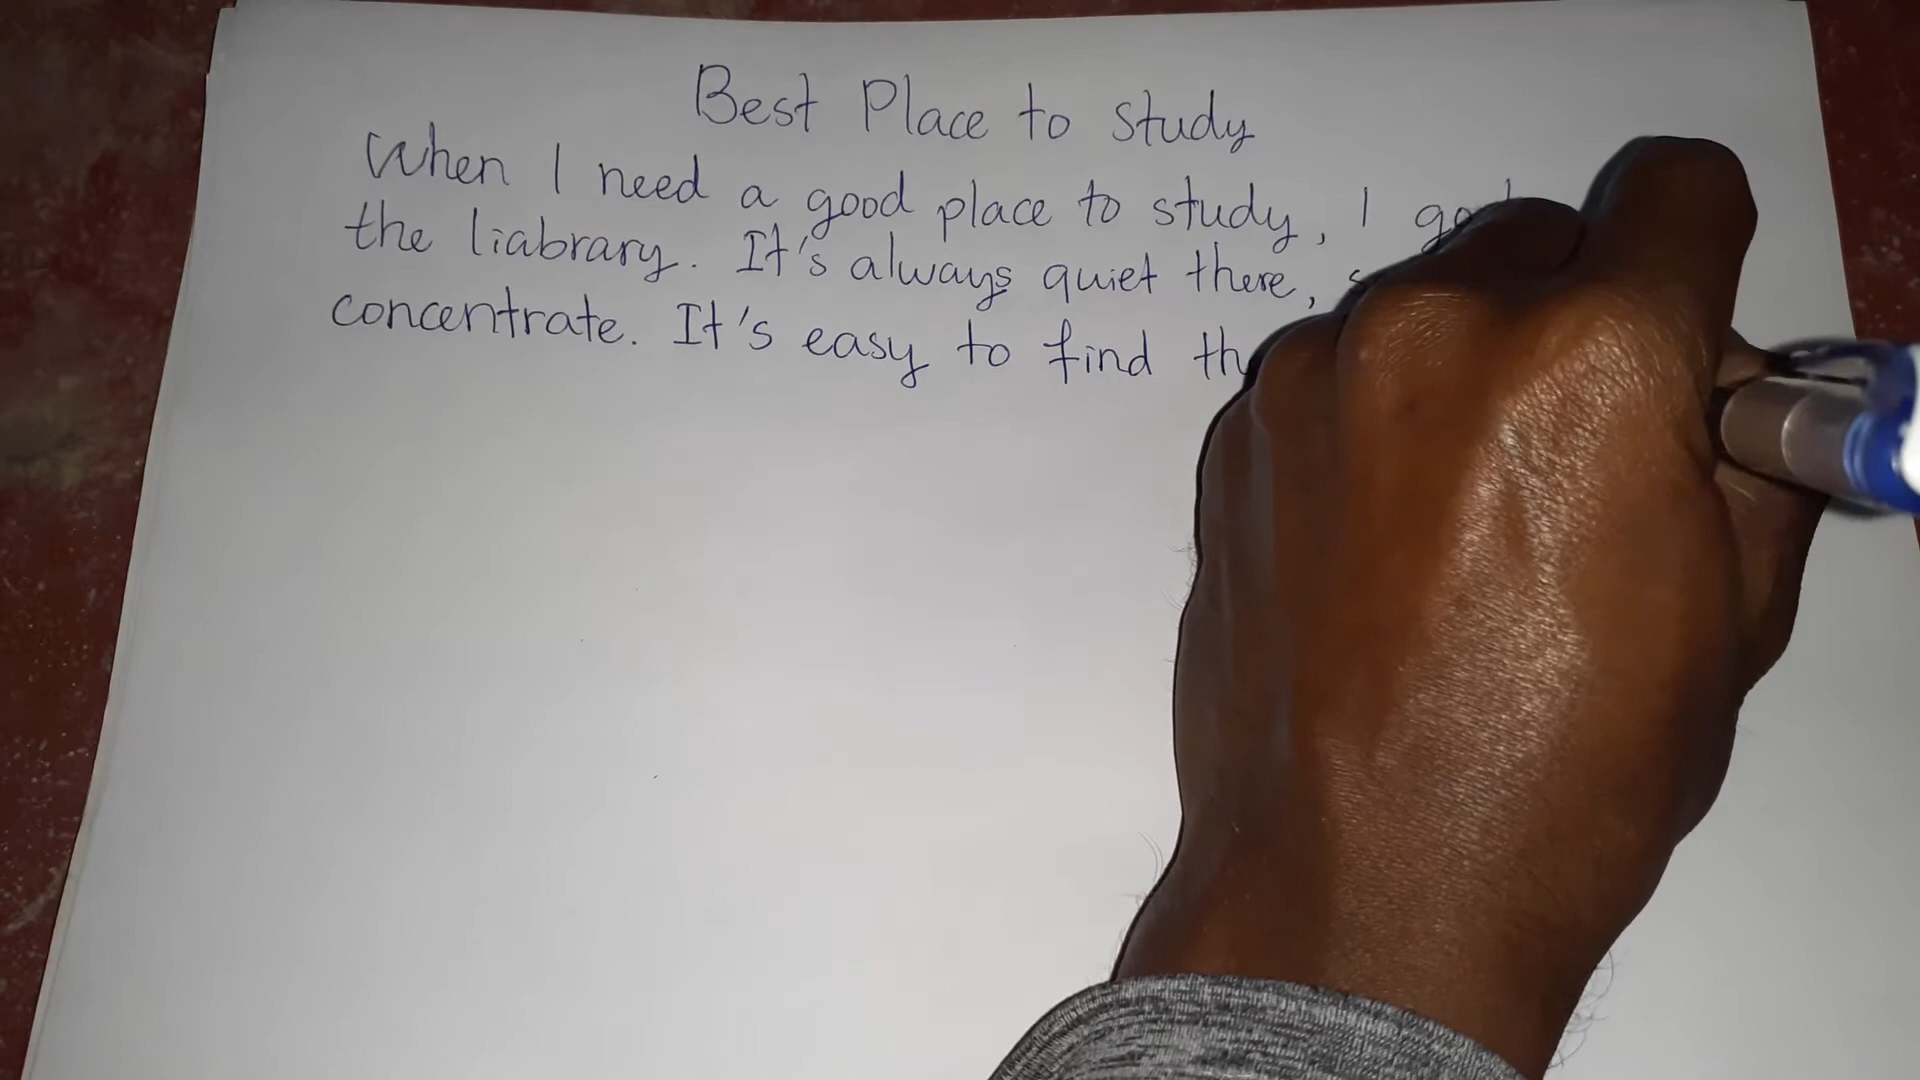 Best Place to study
When I need a good place to study, I go
the liabrary. It's always quiet there,
concentrate. It's easy to find